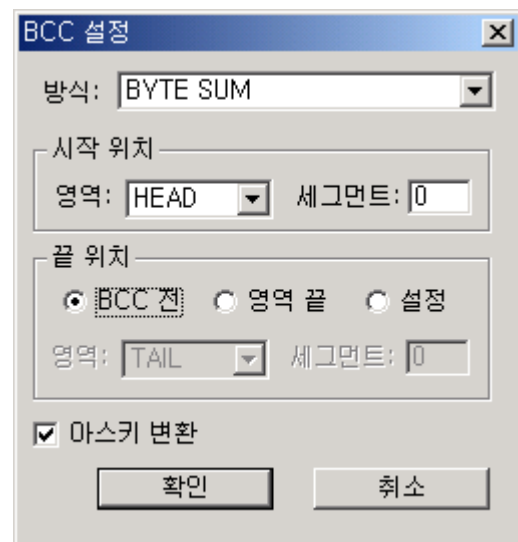 BCC 설정
방식: BYTE SUM
시작 위치
영역: HEAD 세그먼트: 0
끝 위치
BCC 전 영역 끝 설정
영역: TAIL 세그먼트: 0
아스키 변환
확인 취소